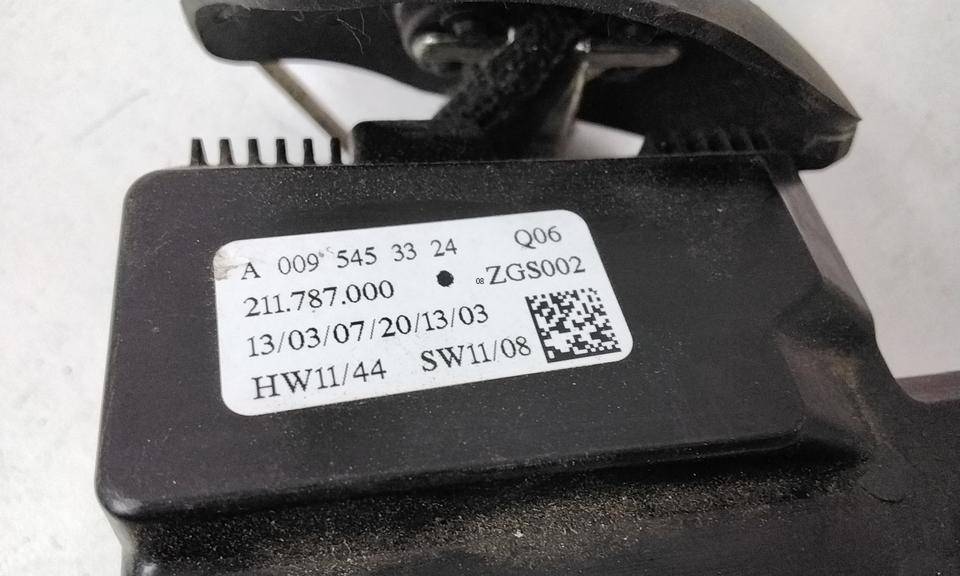 A 009 545 33 24 Q06
211.787.000 08 ZGS002
13/03/07/20/13/03
HW11/44 SW11/08